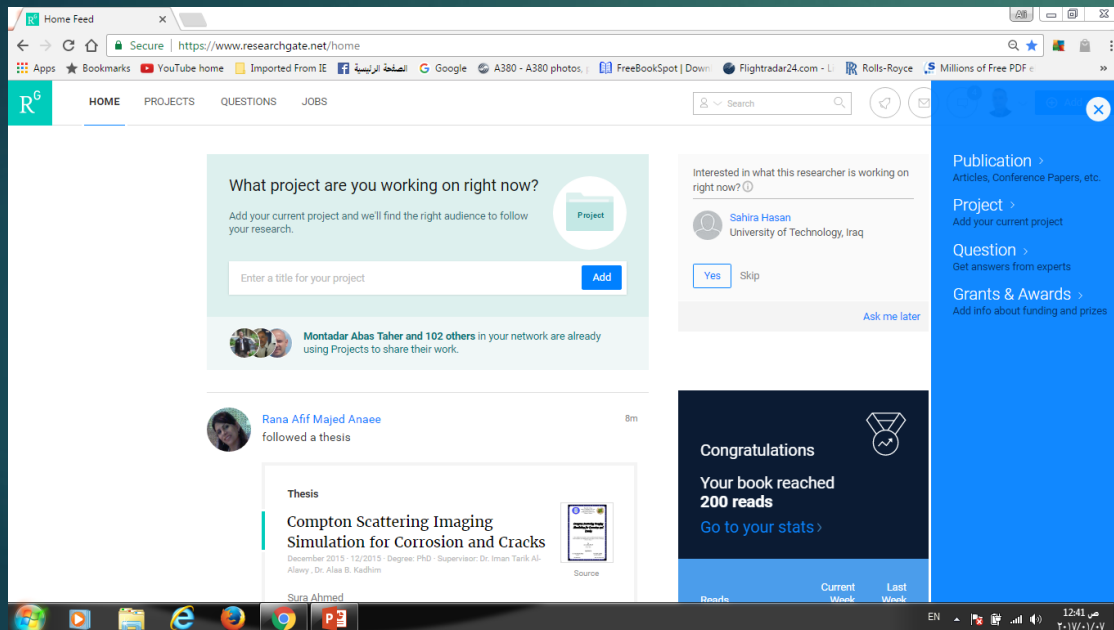 Home Feed
Ali
Secure | https://www.researchgate.net/home
Apps Bookmarks YouTube home Imported From IE الصفحة الرئيسية Google A380 - A380 photos, FreeBookSpot | Down Flightradar24.com - Li Rolls-Royce Millions of Free PDF e »
RG HOME PROJECTS QUESTIONS JOBS Search
Publication >
Articles, Conference Papers, etc.
Project >
Add your current project
Question >
Get answers from experts
Grants & Awards >
Add info about funding and prizes
What project are you working on right now?
Add your current project and we'll find the right audience to follow
your research.
Project
Enter a title for your project Add
Montadar Abas Taher and 102 others in your network are already
using Projects to share their work.
Interested in what this researcher is working on
right now?
Sahira Hasan
University of Technology, Iraq
Yes Skip
Ask me later
Rana Afif Majed Anaee 8m
followed a thesis
Thesis
Compton Scattering Imaging
Simulation for Corrosion and Cracks
December 2015 · 12/2015 · Degree: PhD · Supervisor: Dr. Iman Tarik Al-
Alawy , Dr. Alaa B. Kadhim
Source
Sura Ahmed
Congratulations
Your book reached
200 reads
Go to your stats >
Reads Current Week Last Week
EN 12:41 ص
٢٠١٧/٠١/٠٧